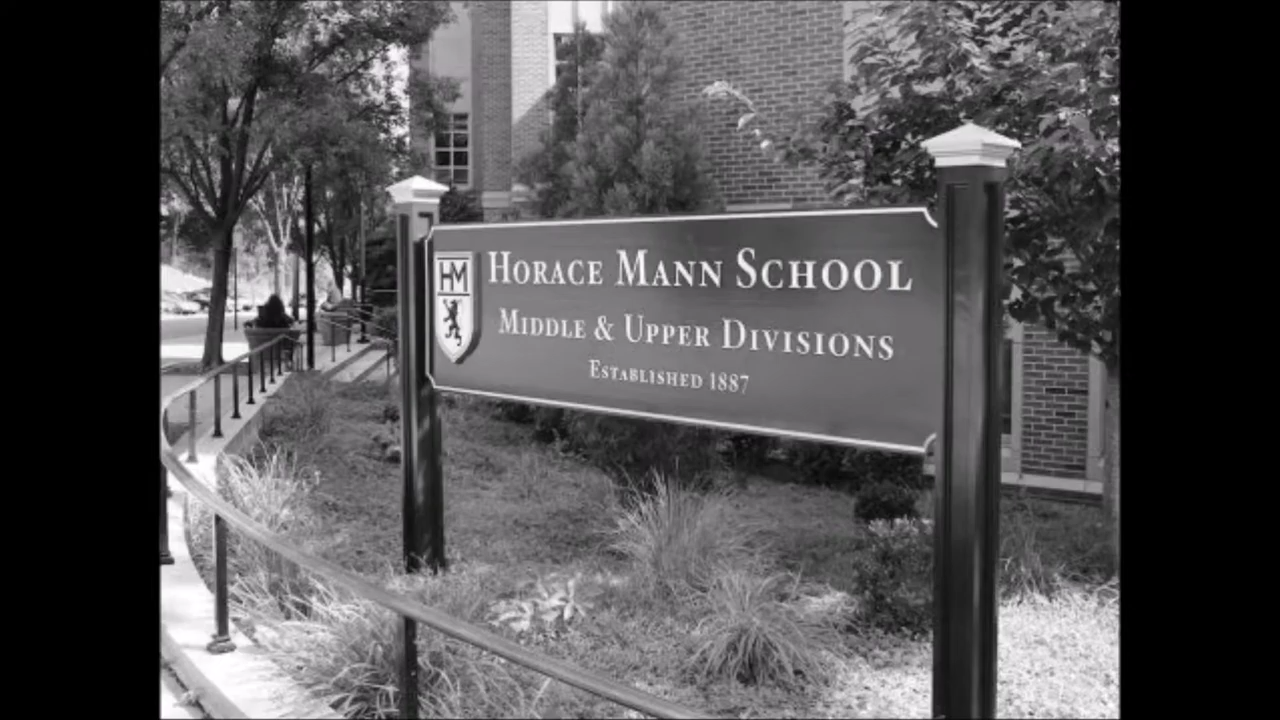 HM
HORACE MANN SCHOOL
MIDDLE & UPPER DIVISIONS
ESTABLISHED 1887